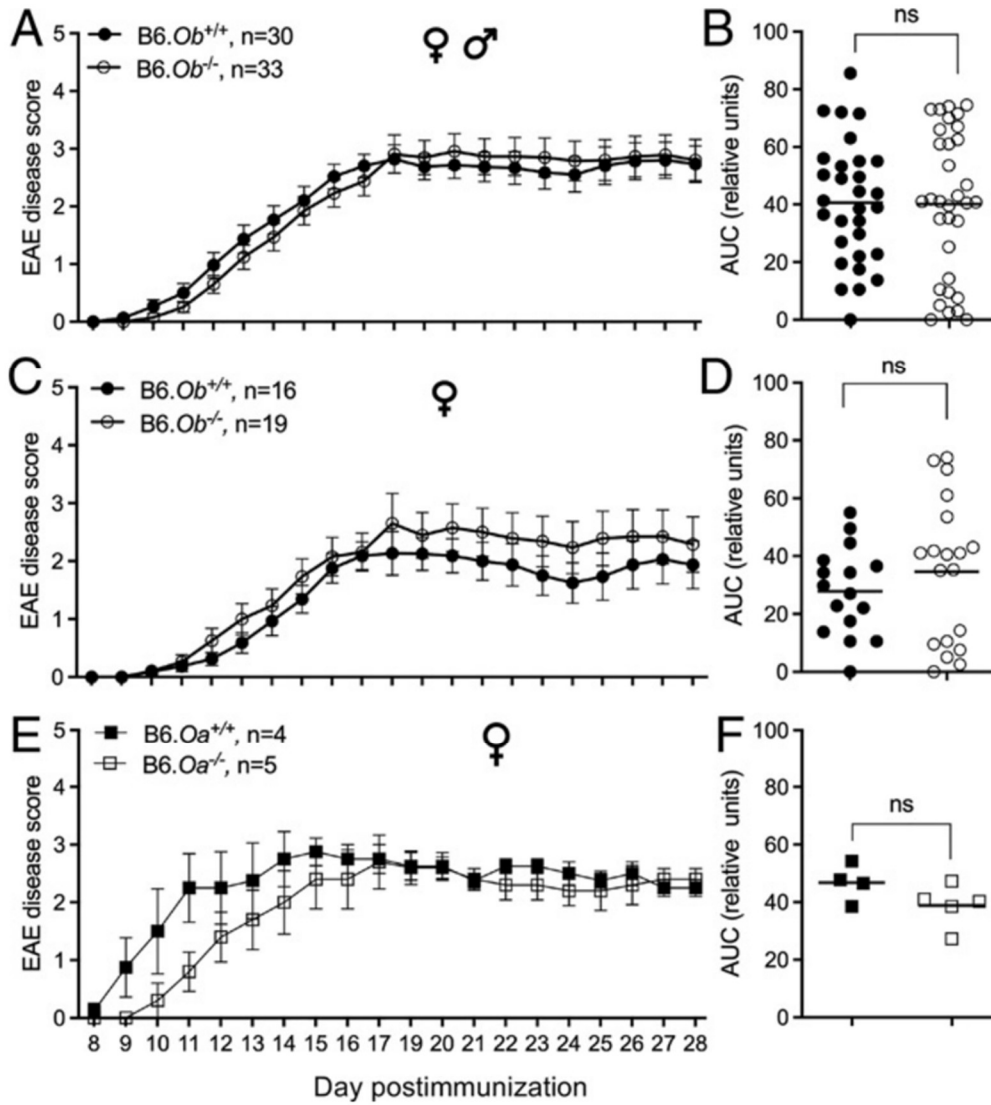 A
B6.Ob+/+, n=30
B6.Ob-/-, n=33
♀ ♂
EAE disease score
5
4
3
2
1
0
B
ns
AUC (relative units)
100
80
60
40
20
0
C
B6.Ob+/+, n=16
B6.Ob-/-, n=19
♀
EAE disease score
5
4
3
2
1
0
D
ns
AUC (relative units)
100
80
60
40
20
0
E
B6.Oa+/+, n=4
B6.Oa-/-, n=5
♀
EAE disease score
5
4
3
2
1
0
8 9 10 11 12 13 14 15 16 17 19 20 21 22 23 24 25 26 27 28
Day postimmunization
F
ns
AUC (relative units)
100
80
60
40
20
0